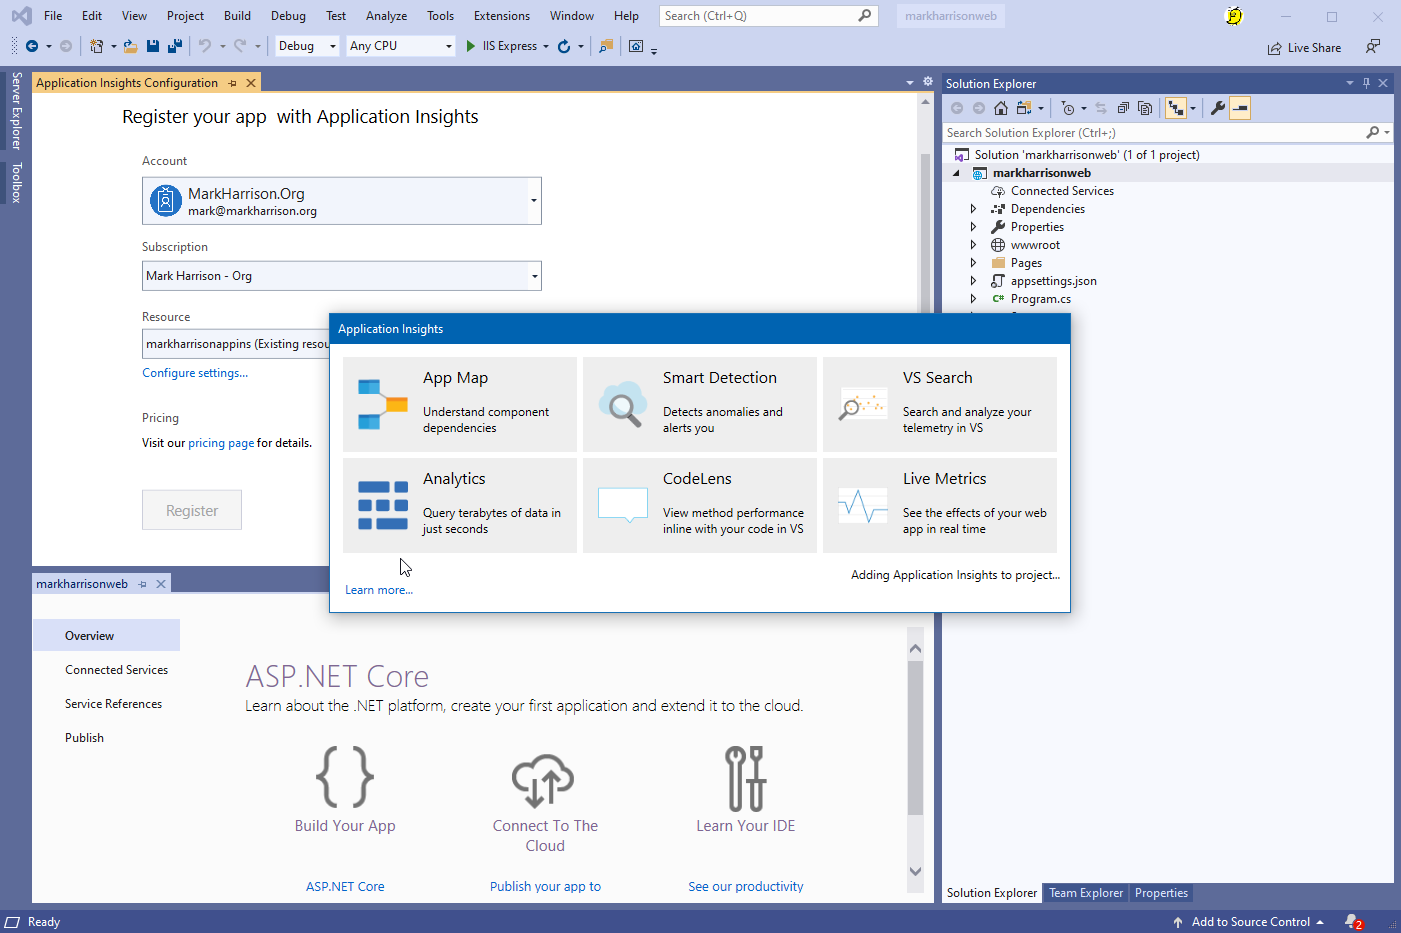 File Edit View Project Build Debug Test Analyze Tools Extensions Window Help Search (Ctrl+Q) markharrisonweb
Debug Any CPU IIS Express Live Share
Server Explorer
Toolbox
Application Insights Configuration
Register your app with Application Insights
Account
MarkHarrison.Org
mark@markharrison.org
Subscription
Mark Harrison - Org
Resource
markharrisonappins (Existing resou
Configure settings...
Pricing
Visit our pricing page for details.
Register
Application Insights
App Map
Understand component
dependencies
Smart Detection
Detects anomalies and
alerts you
VS Search
Search and analyze your
telemetry in VS
Analytics
Query terabytes of data in
just seconds
CodeLens
View method performance
inline with your code in VS
Live Metrics
See the effects of your web
app in real time
Adding Application Insights to project...
Learn more...
markharrisonweb
Overview
Connected Services
Service References
Publish
ASP.NET Core
Learn about the .NET platform, create your first application and extend it to the cloud.
Build Your App
Connect To The
Cloud
Learn Your IDE
ASP.NET Core
Publish your app to
See our productivity
Solution Explorer
Search Solution Explorer (Ctrl+;)
Solution 'markharrisonweb' (1 of 1 project)
markharrisonweb
Connected Services
Dependencies
Properties
wwwroot
Pages
appsettings.json
C# Program.cs
Solution Explorer Team Explorer Properties
Ready
Add to Source Control 2